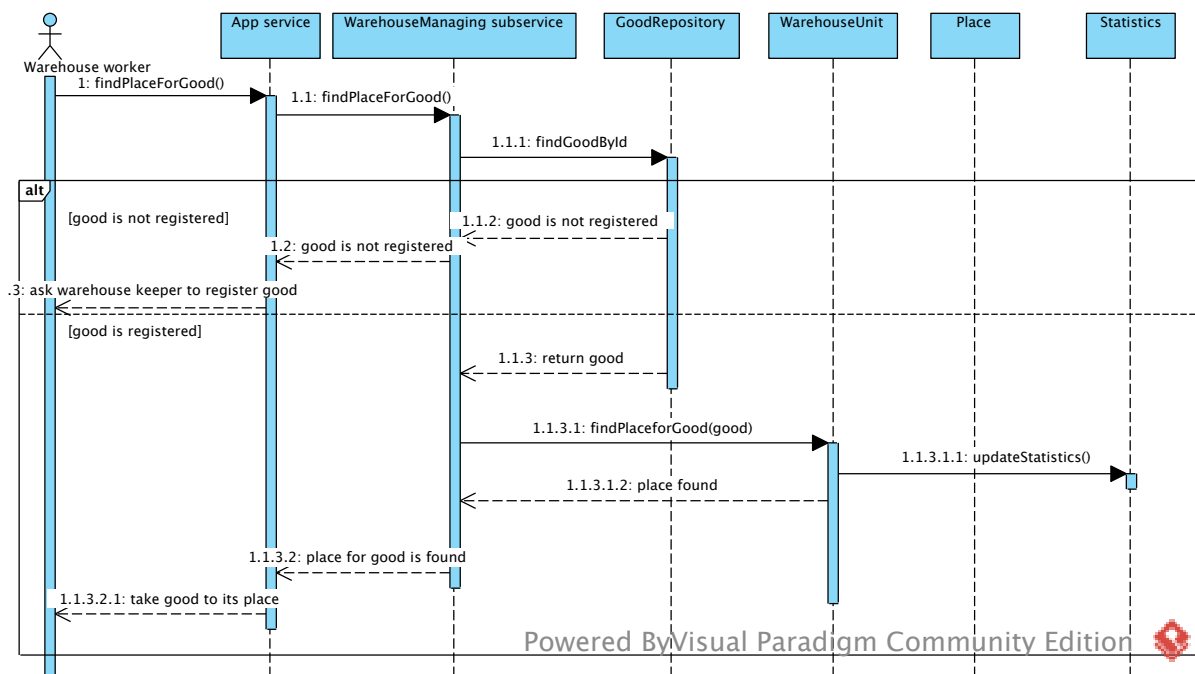 App service
WarehouseManaging subservice
GoodRepository
WarehouseUnit
Place
Statistics
Warehouse worker
1: findPlaceForGood()
1.1: findPlaceForGood()
1.1.1: findGoodById
alt
[good is not registered]
1.1.2: good is not registered
1.2: good is not registered
.3: ask warehouse keeper to register good
[good is registered]
1.1.3: return good
1.1.3.1: findPlaceforGood(good)
1.1.3.1.1: updateStatistics()
1.1.3.1.2: place found
1.1.3.2: place for good is found
1.1.3.2.1: take good to its place
Powered ByVisual Paradigm Community Edition